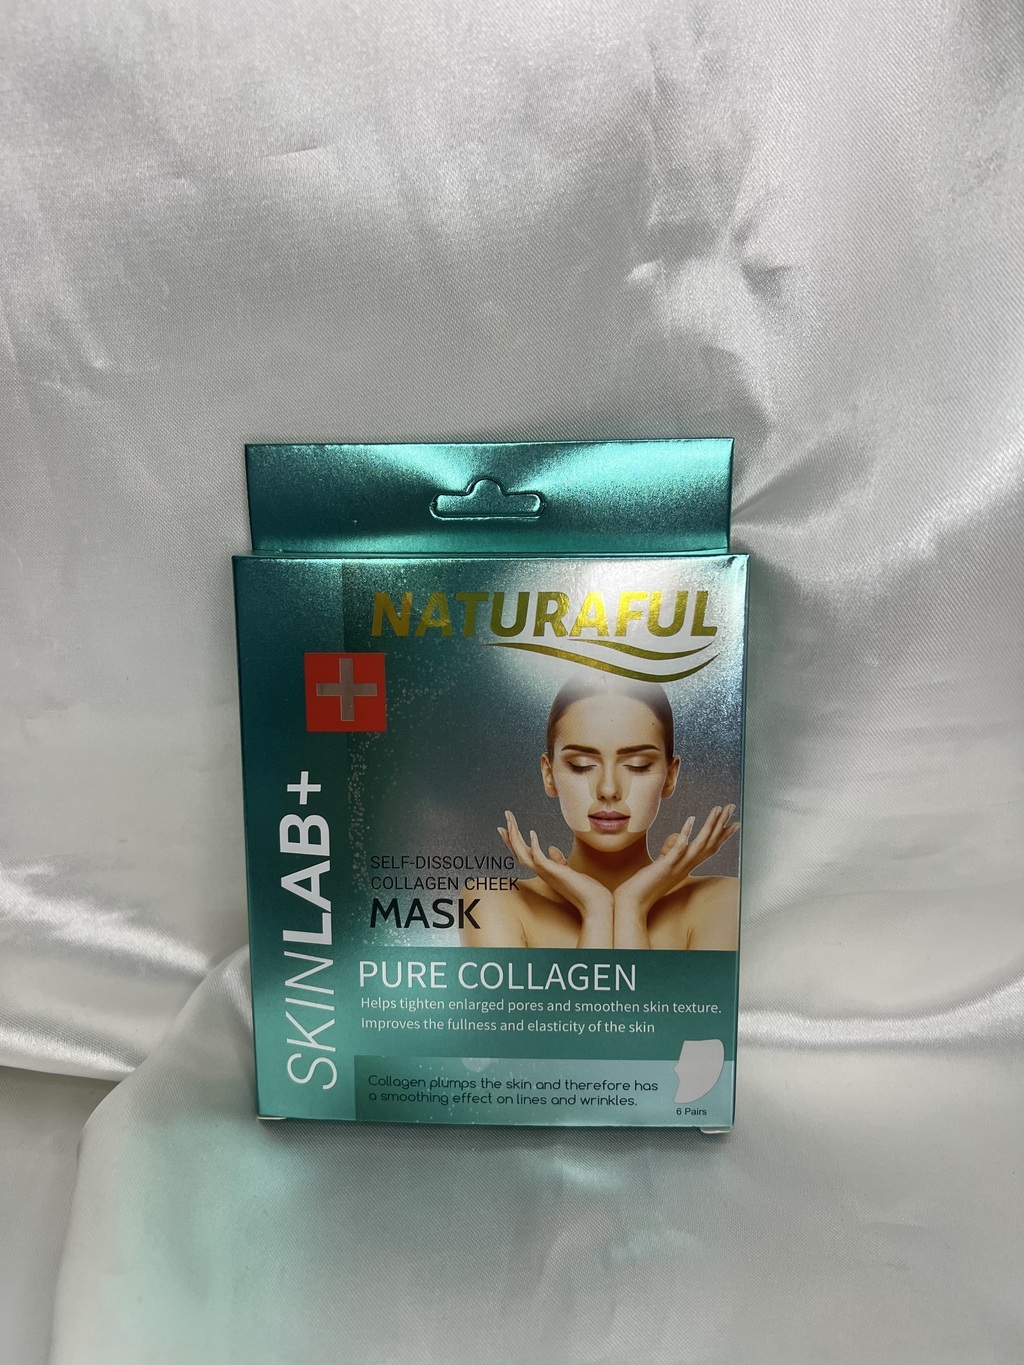 NATURAFUL
SKINLAB+
SELF-DISSOLVING
COLLAGEN CHEEK
MASK
PURE COLLAGEN
Helps tighten enlarged pores and smoothen skin texture.
Improves the fullness and elasticity of the skin
Collagen plumps the skin and therefore has
a smoothing effect on lines and wrinkles.
6 Pairs